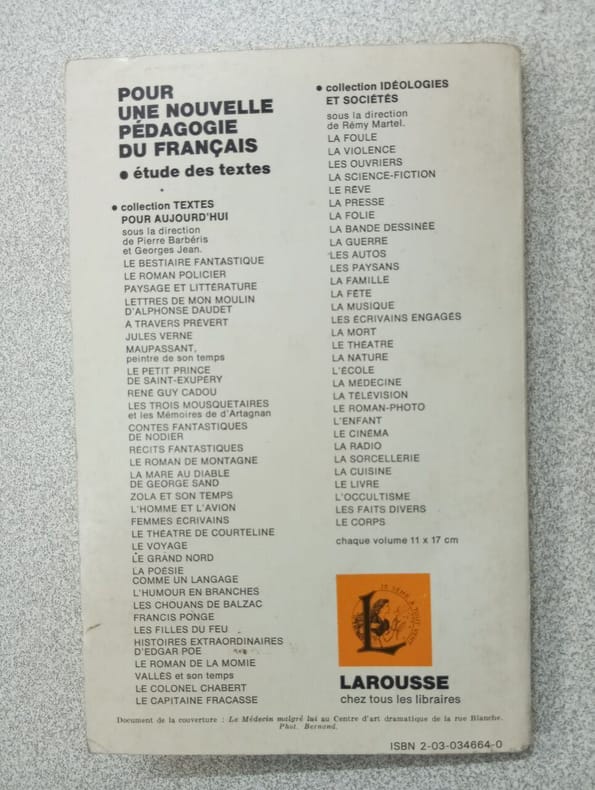 POUR
UNE NOUVELLE
PÉDAGOGIE
DU FRANÇAIS
● étude des textes
● collection TEXTES
POUR AUJOURD'HUI
sous la direction
de Pierre Barbéris
et Georges Jean.
LE BESTIAIRE FANTASTIQUE
LE ROMAN POLICIER
PAYSAGE ET LITTÉRATURE
LETTRES DE MON MOULIN
D'ALPHONSE DAUDET
A TRAVERS PRÉVERT
JULES VERNE
MAUPASSANT,
peintre de son temps
LE PETIT PRINCE
DE SAINT-EXUPÉRY
RENÉ GUY CADOU
LES TROIS MOUSQUETAIRES
et les Mémoires de d'Artagnan
CONTES FANTASTIQUES
DE NODIER
RÉCITS FANTASTIQUES
LE ROMAN DE MONTAGNE
LA MARE AU DIABLE
DE GEORGE SAND
ZOLA ET SON TEMPS
L'HOMME ET L'AVION
FEMMES ÉCRIVAINS
LE THÉATRE DE COURTELINE
LE VOYAGE
LE GRAND NORD
LA POÉSIE
COMME UN LANGAGE
L'HUMOUR EN BRANCHES
LES CHOUANS DE BALZAC
FRANCIS PONGE
LES FILLES DU FEU
HISTOIRES EXTRAORDINAIRES
D'EDGAR POE
LE ROMAN DE LA MOMIE
VALLÈS et son temps
LE COLONEL CHABERT
LE CAPITAINE FRACASSE
● collection IDÉOLOGIES
ET SOCIÉTÉS
sous la direction
de Rémy Martel.
LA FOULE
LA VIOLENCE
LES OUVRIERS
LA SCIENCE-FICTION
LE RÊVE
LA PRESSE
LA FOLIE
LA BANDE DESSINÉE
LA GUERRE
LES AUTOS
LES PAYSANS
LA FAMILLE
LA FÊTE
LA MUSIQUE
LES ÉCRIVAINS ENGAGÉS
LA MORT
LE THÉATRE
LA NATURE
L'ÉCOLE
LA MÉDECINE
LA TÉLÉVISION
LE ROMAN-PHOTO
L'ENFANT
LE CINÉMA
LA RADIO
LA SORCELLERIE
LA CUISINE
LE LIVRE
L'OCCULTISME
LES FAITS DIVERS
LE CORPS
chaque volume 11 x 17 cm
JE SÈME A TOUT VENT
L
LAROUSSE
chez tous les libraires
Document de la couverture : Le Médecin malgré lui au Centre d'art dramatique de la rue Blanche.
Phot. Bernand.
ISBN 2-03-034664-0